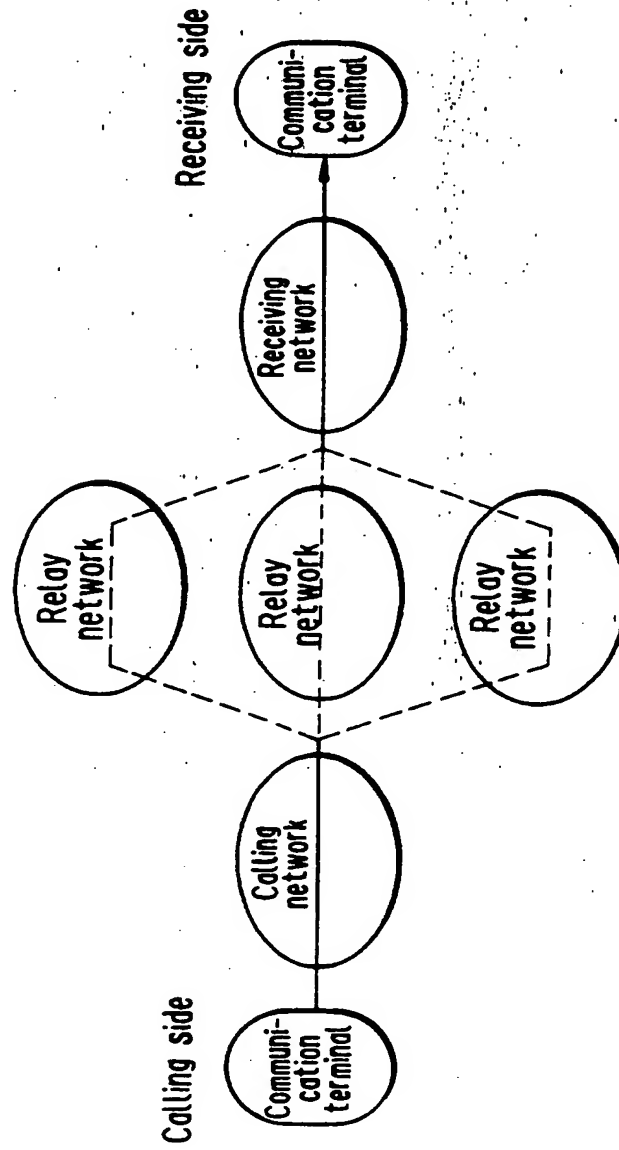 Calling side
Communi-
cation
terminal
Calling
network
Relay
network
Relay
network
Relay
network
Receiving
network
Receiving side
Communi-
cation
terminal